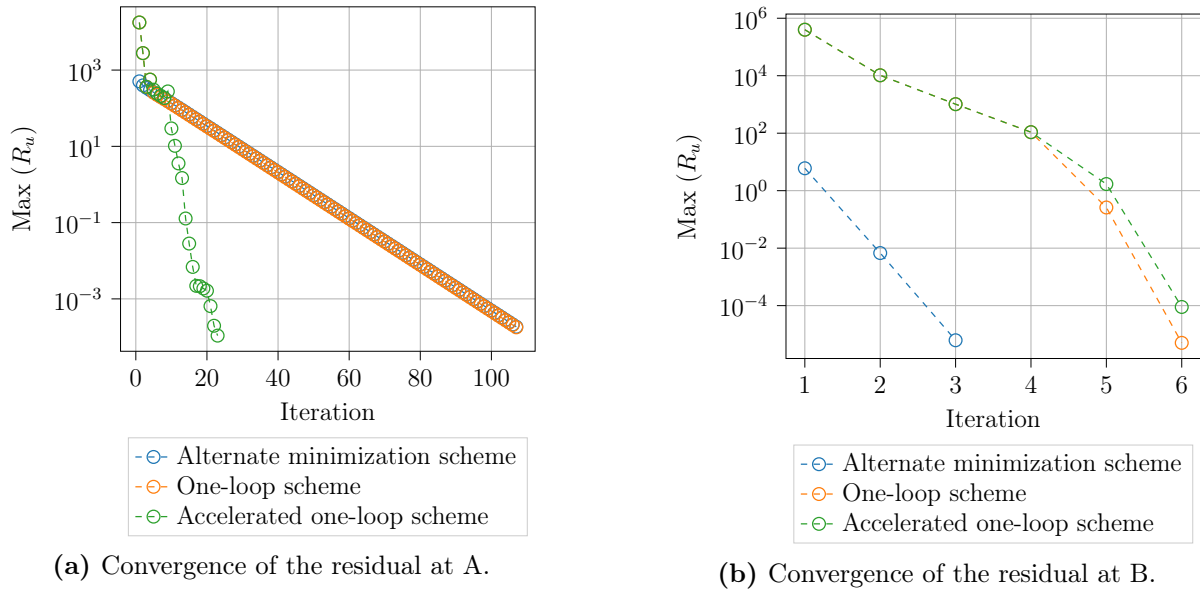 10^3
10^1
10^−1
10^−3
Max (R_u)
0 20 40 60 80 100
Iteration
Alternate minimization scheme
One-loop scheme
Accelerated one-loop scheme
(a) Convergence of the residual at A.
10^6
10^4
10^2
10^0
10^−2
10^−4
Max (R_u)
1 2 3 4 5 6
Iteration
Alternate minimization scheme
One-loop scheme
Accelerated one-loop scheme
(b) Convergence of the residual at B.